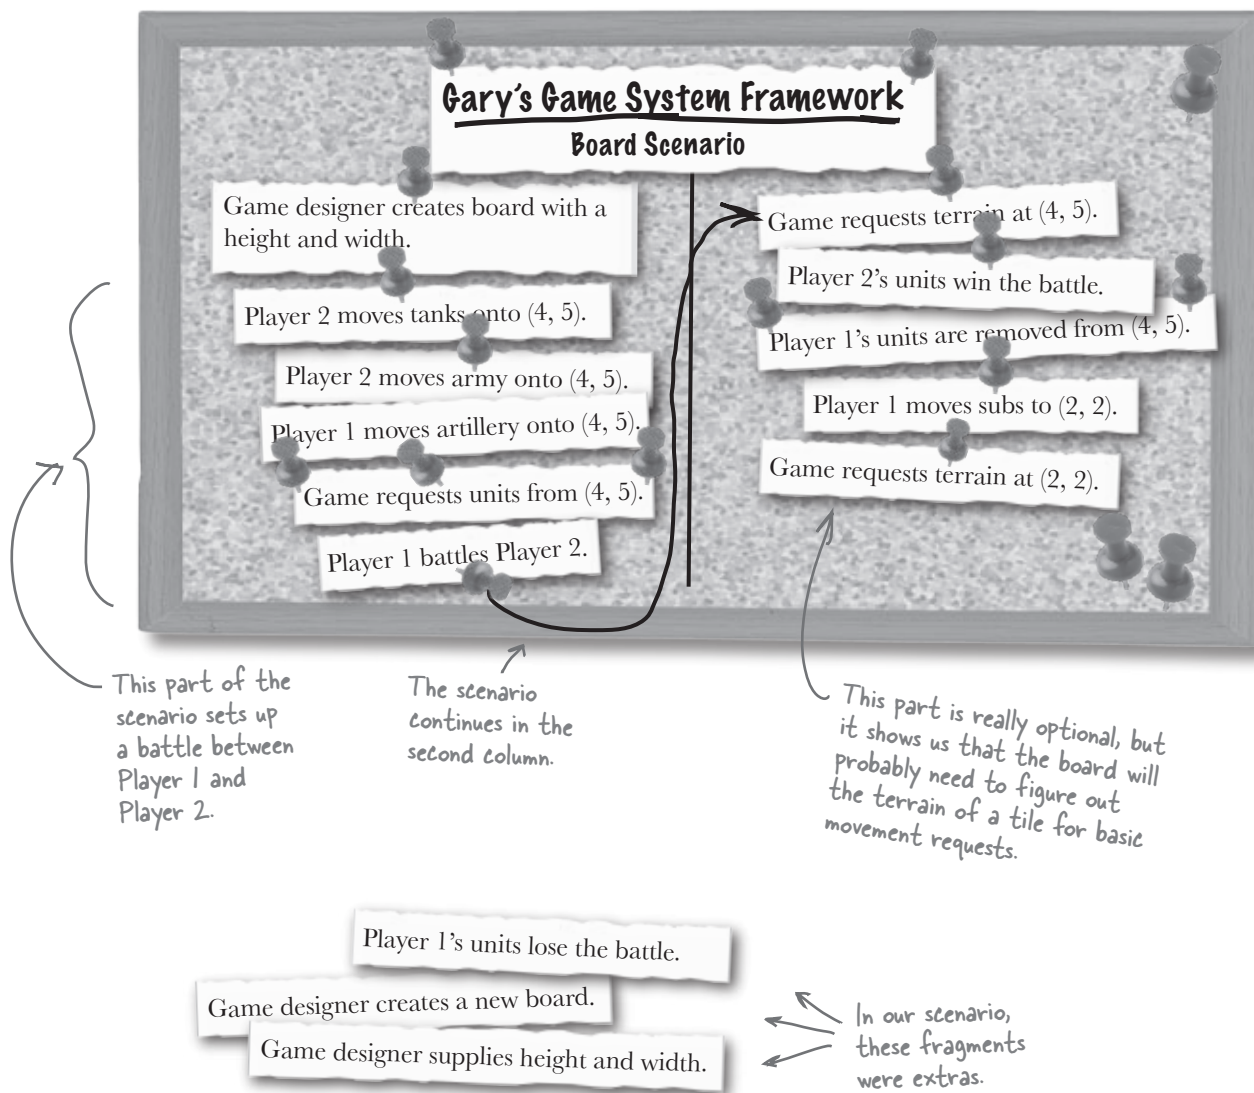 Gary's Game System Framework
Board Scenario
Game designer creates board with a
height and width.
Player 2 moves tanks onto (4, 5).
Player 2 moves army onto (4, 5).
Player 1 moves artillery onto (4, 5).
Game requests units from (4, 5).
Player 1 battles Player 2.
Game requests terrain at (4, 5).
Player 2's units win the battle.
Player 1's units are removed from (4, 5).
Player 1 moves subs to (2, 2).
Game requests terrain at (2, 2).
This part of the
scenario sets up
a battle between
Player 1 and
Player 2.
The scenario
continues in the
second column.
This part is really optional, but
it shows us that the board will
probably need to figure out
the terrain of a tile for basic
movement requests.
Player 1's units lose the battle.
Game designer creates a new board.
Game designer supplies height and width.
In our scenario,
these fragments
were extras.